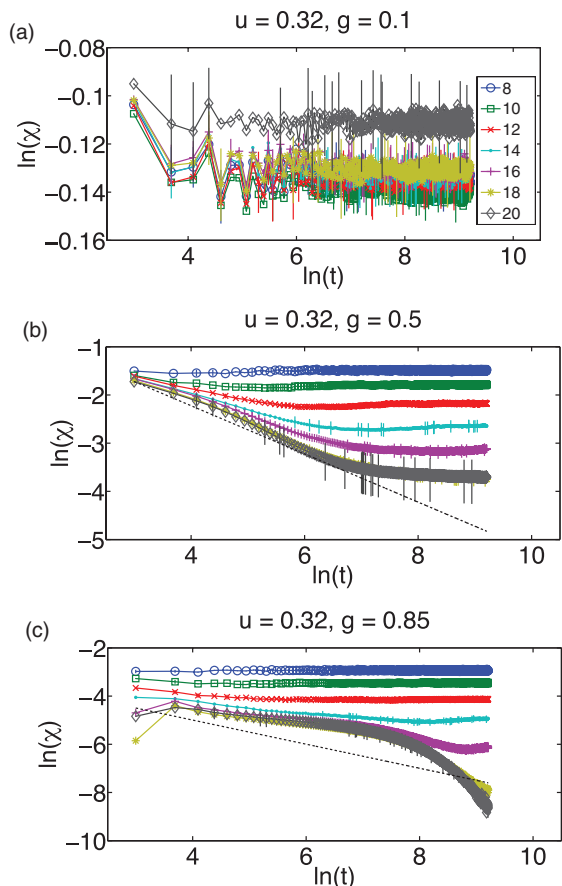 (a)
u = 0.32, g = 0.1
ln(χ)
−0.08
−0.1
−0.12
−0.14
−0.16
8
10
12
14
16
18
20
4
6
8
10
ln(t)
(b)
u = 0.32, g = 0.5
ln(χ)
−1
−2
−3
−4
−5
4
6
8
10
ln(t)
(c)
u = 0.32, g = 0.85
ln(χ)
−2
−4
−6
−8
−10
4
6
8
10
ln(t)